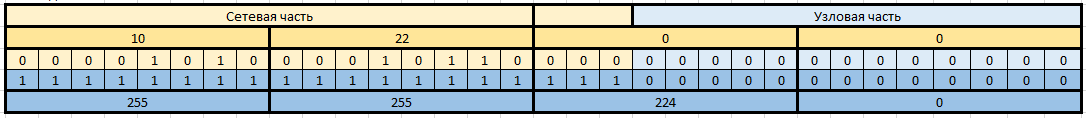 Сетевая часть Узловая часть
10 22 0 0
0 0 0 0 1 0 1 0 0 0 0 1 0 1 1 0 0 0 0 0 0 0 0 0 0 0 0 0 0 0 0 0
1 1 1 1 1 1 1 1 1 1 1 1 1 1 1 1 1 1 1 0 0 0 0 0 0 0 0 0 0 0 0 0
255 255 224 0